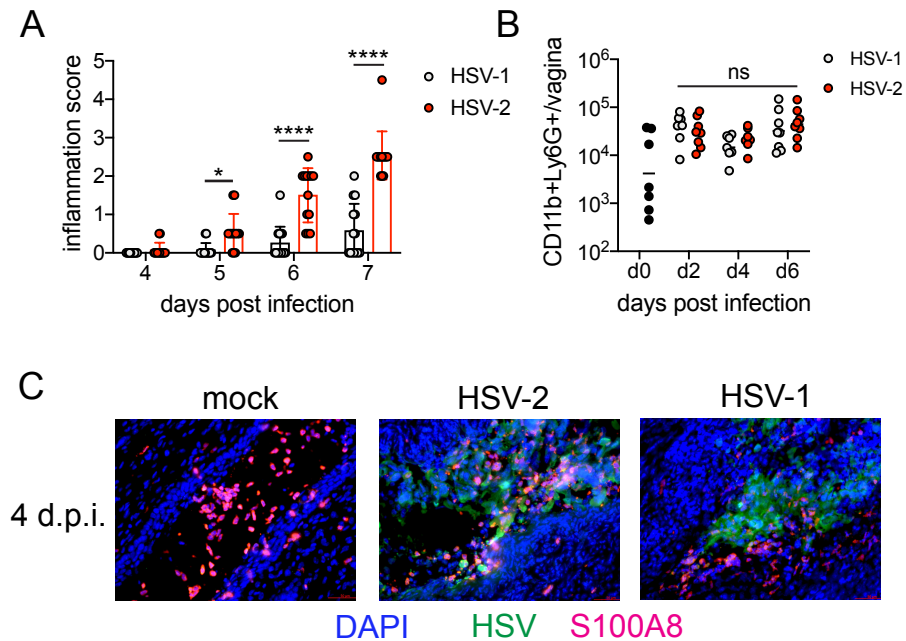 A
inflammation score
5
4
3
2
1
0
4 5 6 7
days post infection
* **** ****
HSV-1
HSV-2
B
CD11b+Ly6G+/vagina
10⁶
10⁵
10⁴
10³
10²
ns
d0 d2 d4 d6
days post infection
HSV-1
HSV-2
C
mock HSV-2 HSV-1
4 d.p.i.
DAPI HSV S100A8